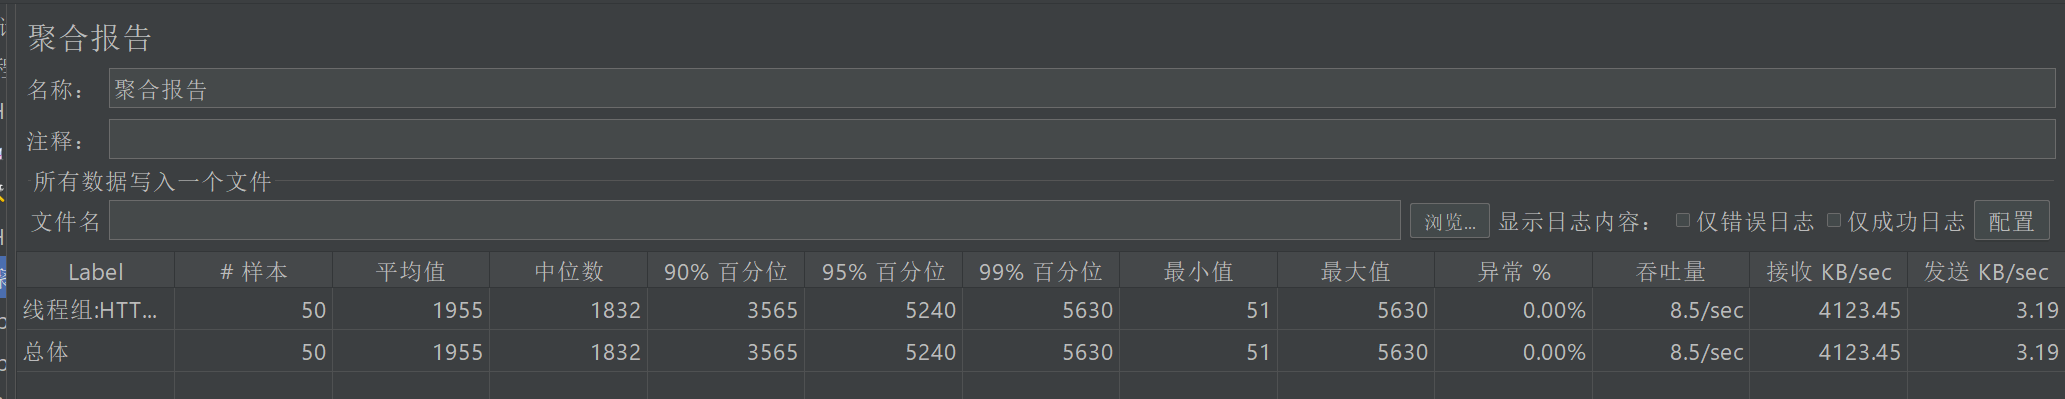 聚合报告
名称： 聚合报告
注释：
所有数据写入一个文件
文件名 浏览... 显示日志内容： 仅错误日志 仅成功日志 配置
Label # 样本 平均值 中位数 90% 百分位 95% 百分位 99% 百分位 最小值 最大值 异常 % 吞吐量 接收 KB/sec 发送 KB/sec
线程组:HTT... 50 1955 1832 3565 5240 5630 51 5630 0.00% 8.5/sec 4123.45 3.19
总体 50 1955 1832 3565 5240 5630 51 5630 0.00% 8.5/sec 4123.45 3.19